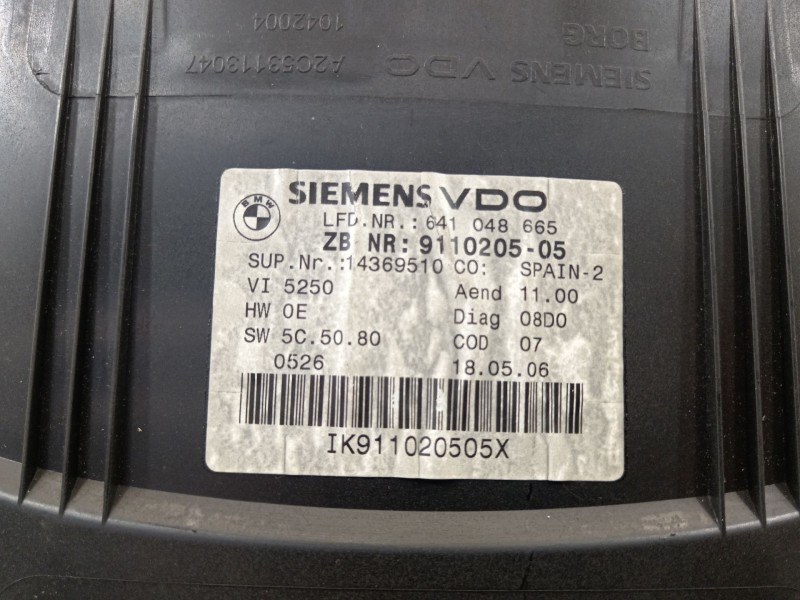 SIEMENS VDO
BORG
A2C53113047
1042004
BMW
SIEMENS VDO
LFD.NR.: 641 048 665
ZB NR: 9110205-05
SUP.Nr.:14369510 CO: SPAIN-2
VI 5250 Aend 11.00
HW 0E Diag 08D0
SW 5C.50.80 COD 07
0526 18.05.06
IK911020505X